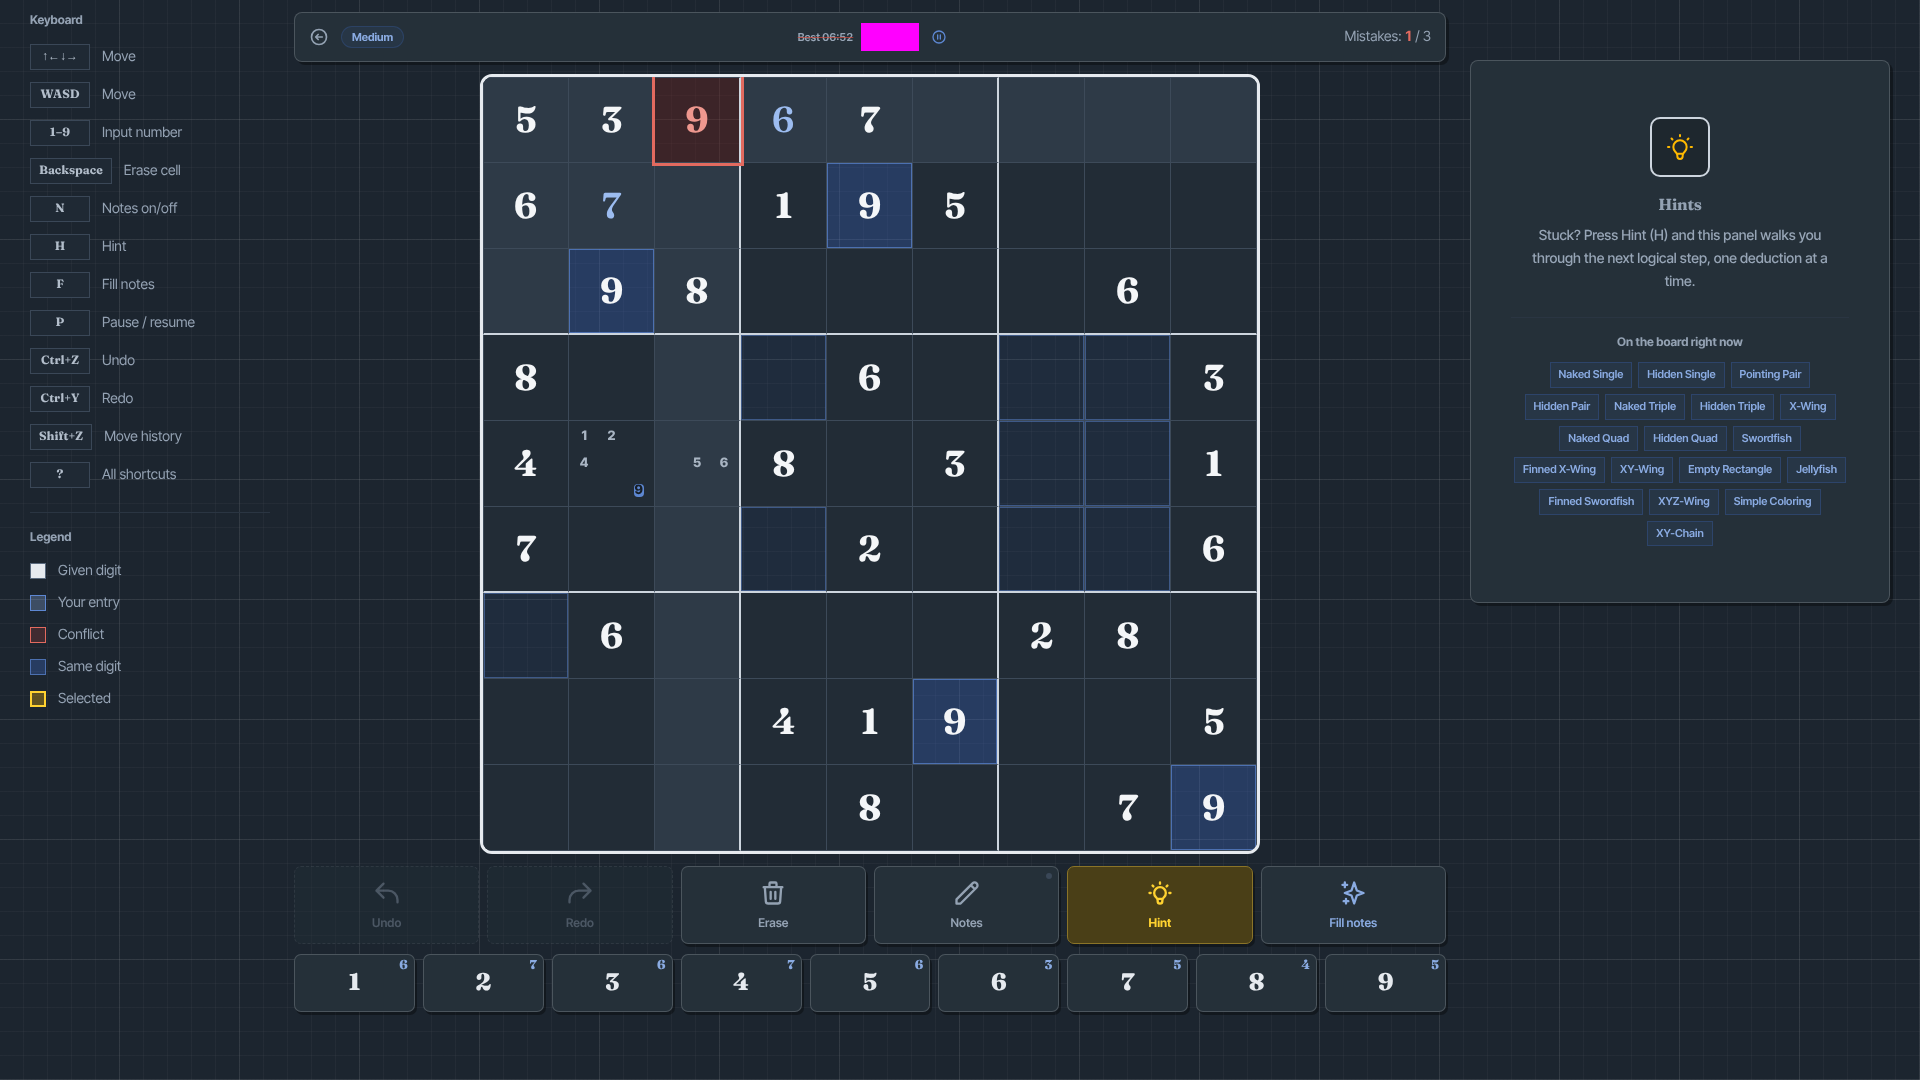 Keyboard
↑←↓→ Move
WASD Move
1–9 Input number
Backspace Erase cell
N Notes on/off
H Hint
F Fill notes
P Pause / resume
Ctrl+Z Undo
Ctrl+Y Redo
Shift+Z Move history
? All shortcuts
Legend
Given digit
Your entry
Conflict
Same digit
Selected
Medium
Best 06:52
Mistakes: 1 / 3
5 3 9 6 7
6 7 1 9 5
9 8 6
8 6 3
1 2
4 4 5 6 8 3 1
9
7 2 6
6 2 8
4 1 9 5
8 7 9
Undo
Redo
Erase
Notes
Hint
Fill notes
1 6
2 7
3 6
4 7
5 6
6 3
7 5
8 4
9 5
Hints
Stuck? Press Hint (H) and this panel walks you
through the next logical step, one deduction at a
time.
On the board right now
Naked Single Hidden Single Pointing Pair
Hidden Pair Naked Triple Hidden Triple X-Wing
Naked Quad Hidden Quad Swordfish
Finned X-Wing XY-Wing Empty Rectangle Jellyfish
Finned Swordfish XYZ-Wing Simple Coloring
XY-Chain